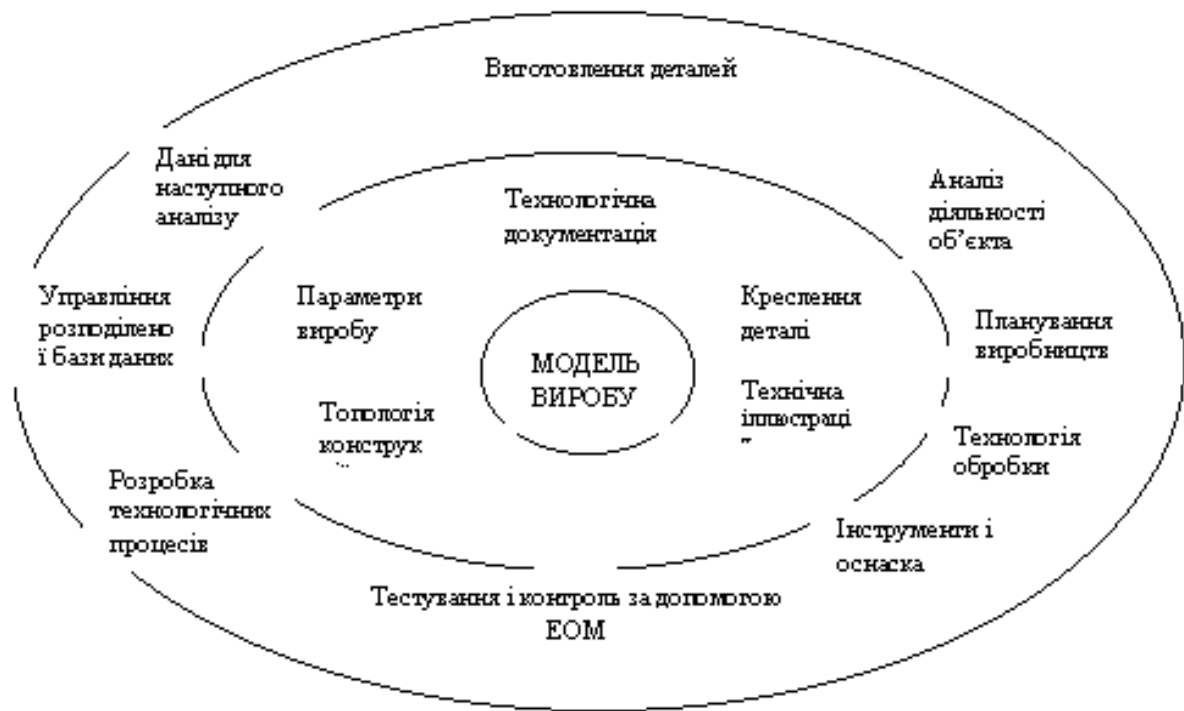 Виготовлення деталей
Дані для
наступного
аналізу
Технологічна
документація
Аналіз
діяльності
об’єкта
Управління
розподілено
ї бази даних
Параметри
виробу
МОДЕЛЬ
ВИРОБУ
Креслення
деталі
Планування
виробництв
Топологія
конструк
Технічна
іллюстраці
Технологія
обробки
Розробка
технологічних
процесів
Інструменти і
оснаска
Тестування і контроль за допомогою
ЕОМ